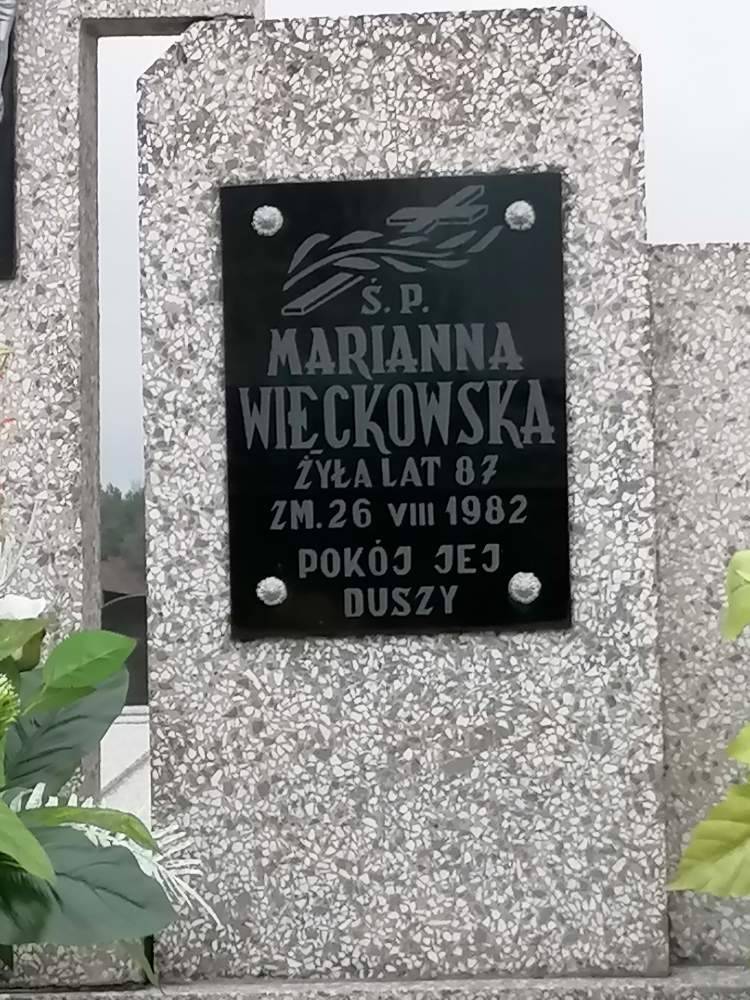 Ś. P.
MARIANNA
WIĘCKOWSKA
ŻYŁA LAT 87
ZM. 26 VIII 1982
POKÓJ JEJ
DUSZY